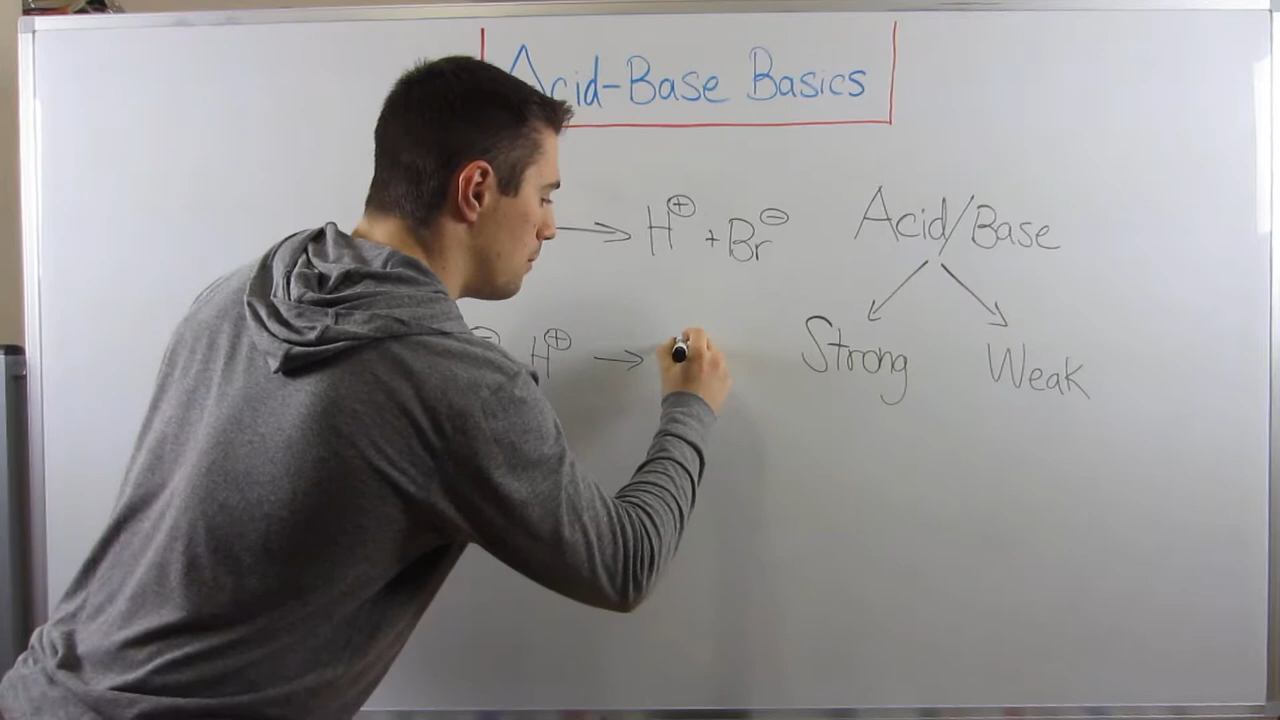 Acid-Base Basics
→ H⊕ + Br⊖
Acid/Base
⊖ H⊕ →
Strong Weak